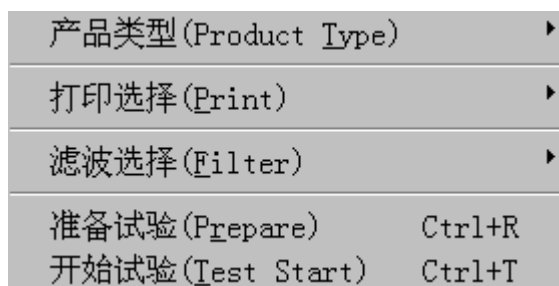 产品类型(Product Type)
打印选择(Print)
滤波选择(Filter)
准备试验(Prepare) Ctrl+R
开始试验(Test Start) Ctrl+T